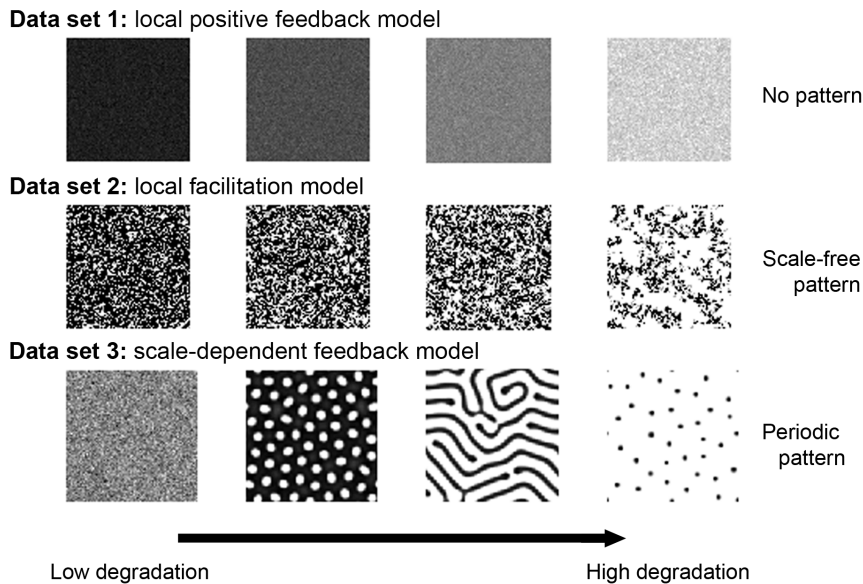 Data set 1: local positive feedback model
No pattern
Data set 2: local facilitation model
Scale-free
pattern
Data set 3: scale-dependent feedback model
Periodic
pattern
Low degradation
High degradation